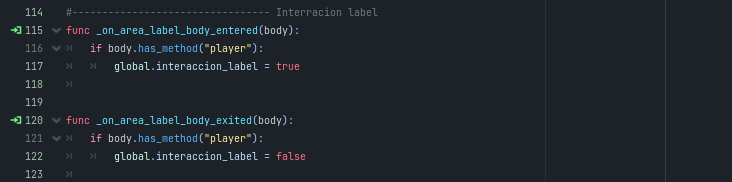 114 #-------------------------------- Interracion label
115 func _on_area_label_body_entered(body):
116 if body.has_method("player"):
117 global.interaccion_label = true
118
119
120 func _on_area_label_body_exited(body):
121 if body.has_method("player"):
122 global.interaccion_label = false
123